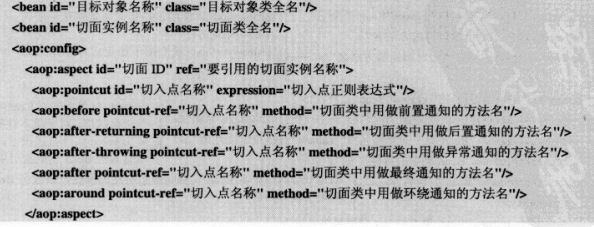 <bean id="目标对象名称" class="目标对象类全名"/>
<bean id="切面实例名称" class="切面类全名"/>
<aop:config>
<aop:aspect id="切面 ID" ref="要引用的切面实例名称">
<aop:pointcut id="切入点名称" expression="切入点正则表达式"/>
<aop:before pointcut-ref="切入点名称" method="切面类中用做前置通知的方法名"/>
<aop:after-returning pointcut-ref="切入点名称" method="切面类中用做后置通知的方法名"/>
<aop:after-throwing pointcut-ref="切入点名称" method="切面类中用做异常通知的方法名"/>
<aop:after pointcut-ref="切入点名称" method="切面类中用做最终通知的方法名"/>
<aop:around pointcut-ref="切入点名称" method="切面类中用做环绕通知的方法名"/>
</aop:aspect>